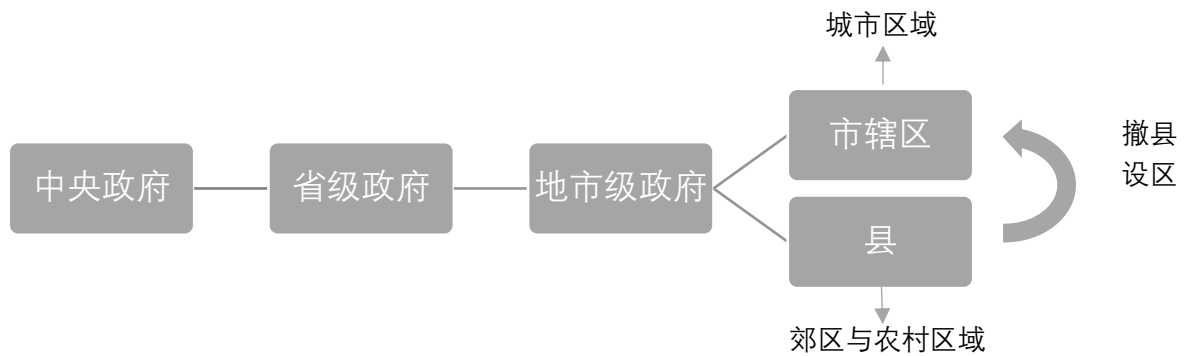 城市区域
市辖区
撤县
设区
中央政府
省级政府
地市级政府
县
郊区与农村区域